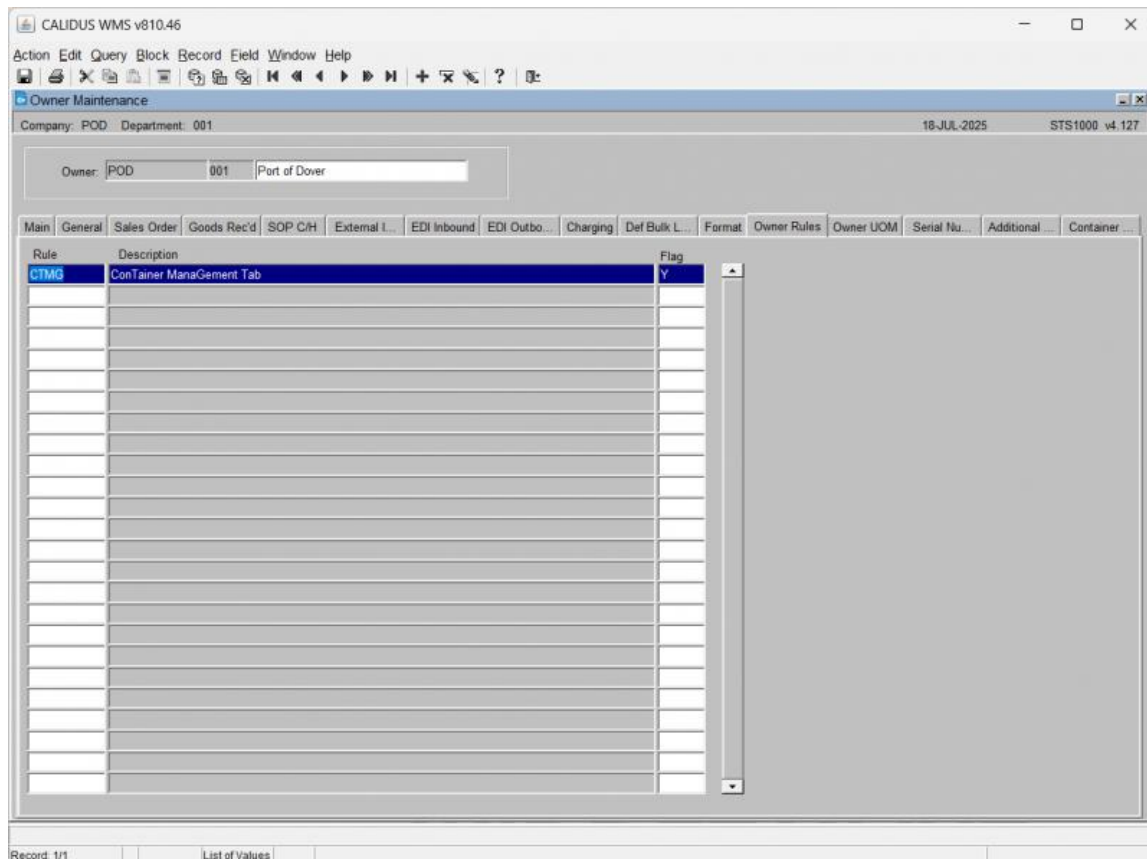 CALIDUS WMS v810.46
Action Edit Query Block Record Field Window Help
Owner Maintenance
Company: POD Department: 001 18-JUL-2025 STS1000 v4.127
Owner: POD 001 Port of Dover
Main General Sales Order Goods Rec'd SOP C/H External I... EDI Inbound EDI Outbo... Charging Def Bulk L... Format Owner Rules Owner UOM Serial Nu... Additional ... Container ...
Rule Description Flag
CTMG ConTainer ManaGement Tab Y
Record: 1/1 List of Values